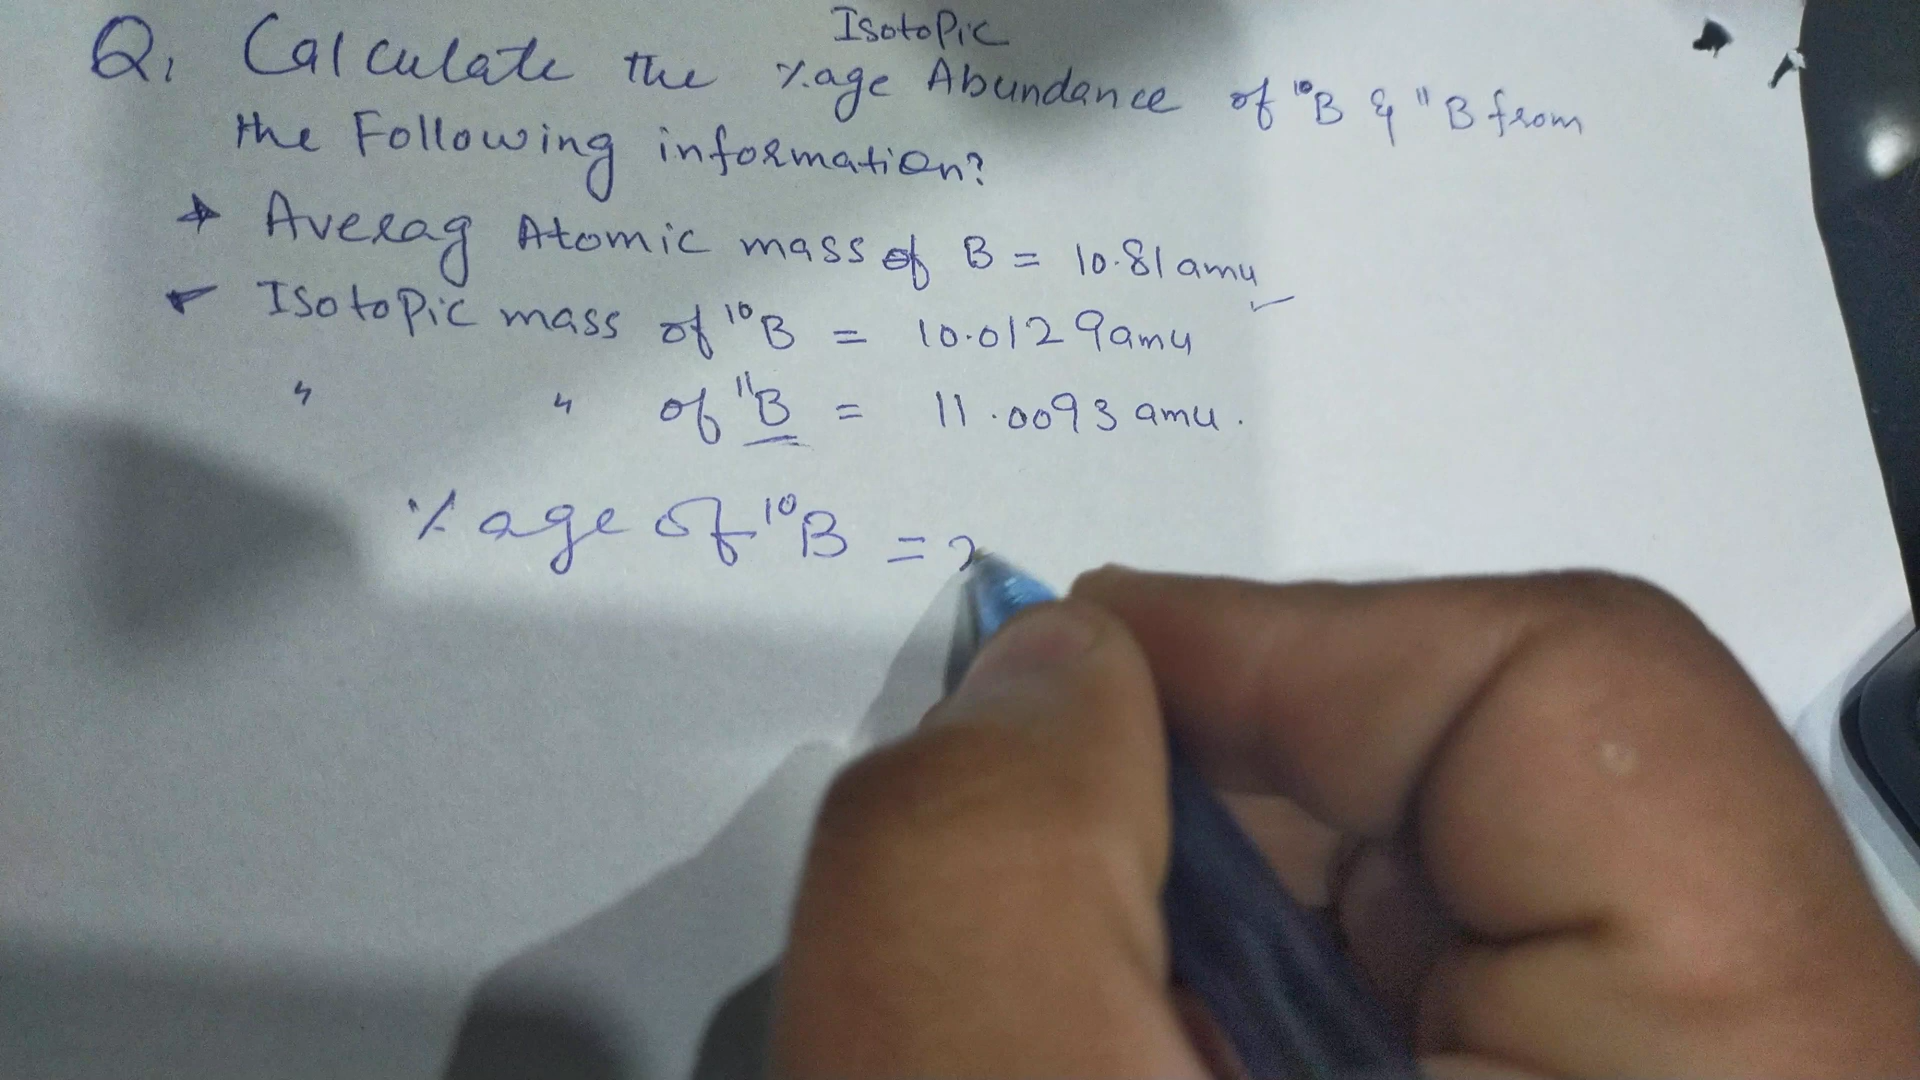 Q. Calculate the %age Isotopic Abundance of ¹⁰B & ¹¹B from
the Following information?
Averag Atomic mass of B = 10.81 amu
Isotopic mass of ¹⁰B = 10.0129 amu
" " of ¹¹B = 11.0093 amu.
%age of ¹⁰B = x